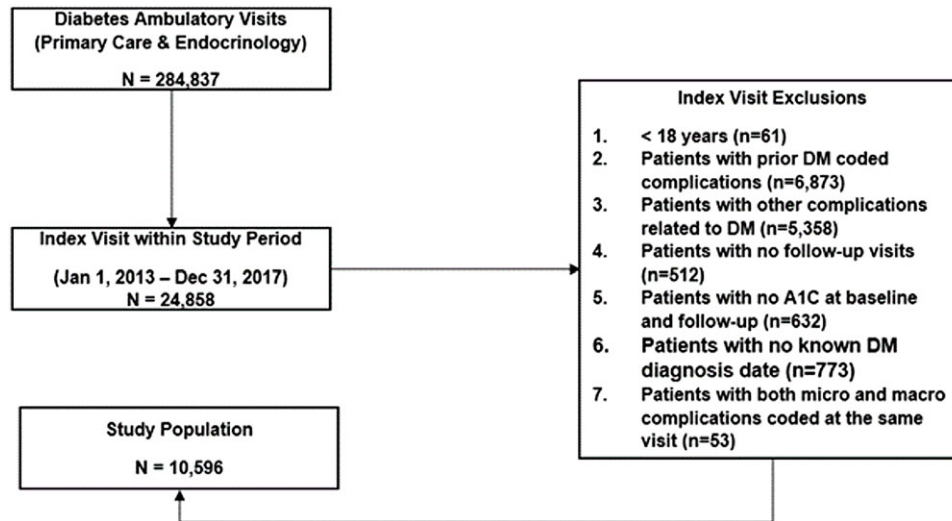 Diabetes Ambulatory Visits
(Primary Care & Endocrinology)
N = 284,837
Index Visit within Study Period
(Jan 1, 2013 – Dec 31, 2017)
N = 24,858
Index Visit Exclusions
1. < 18 years (n=61)
2. Patients with prior DM coded
complications (n=6,873)
3. Patients with other complications
related to DM (n=5,358)
4. Patients with no follow-up visits
(n=512)
5. Patients with no A1C at baseline
and follow-up (n=632)
6. Patients with no known DM
diagnosis date (n=773)
7. Patients with both micro and macro
complications coded at the same
visit (n=53)
Study Population
N = 10,596